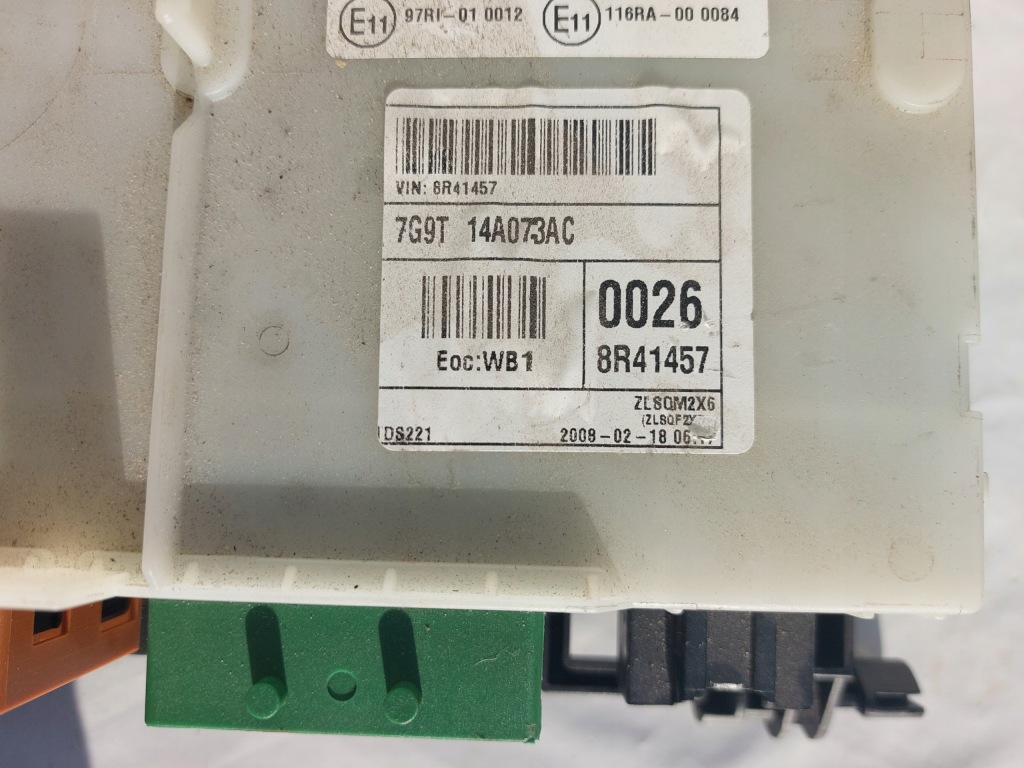 E11 97RI-01 0012 E11 116RA-00 0084
VIN: 8R41457
7G9T 14A073AC
0026
Eoc:WB1 8R41457
ZLSQM2X6
DS221 2009-02-18